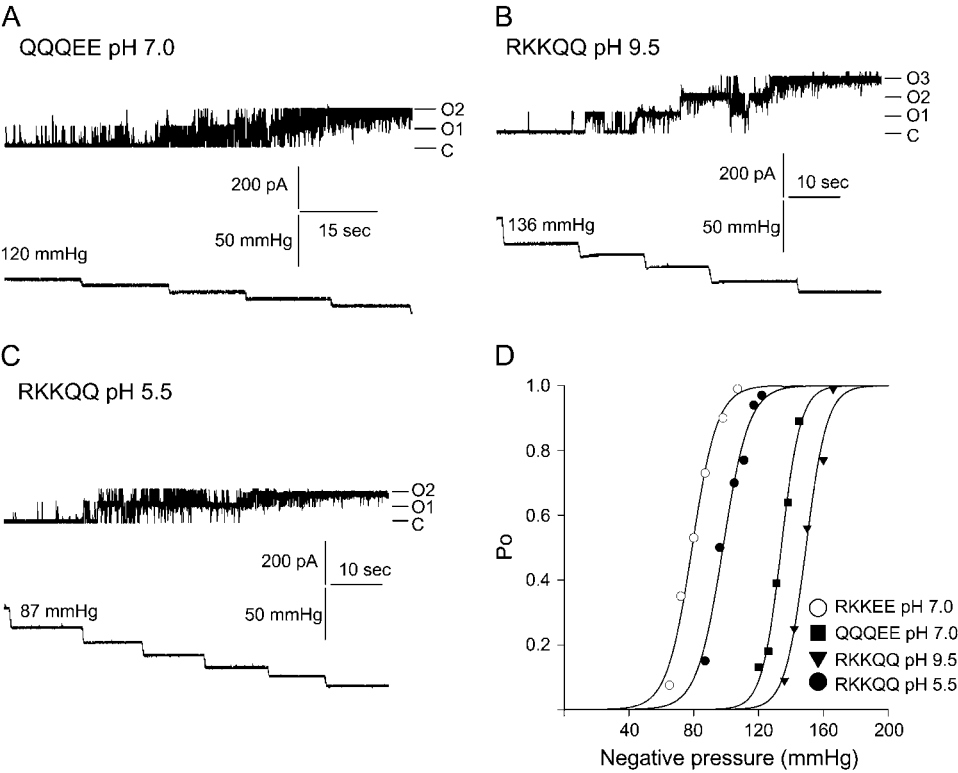 A
QQQEE pH 7.0
O2
O1
C
200 pA
15 sec
50 mmHg
120 mmHg
B
RKKQQ pH 9.5
O3
O2
O1
C
200 pA
10 sec
50 mmHg
136 mmHg
C
RKKQQ pH 5.5
O2
O1
C
200 pA
10 sec
50 mmHg
87 mmHg
D
1.0
0.8
0.6
0.4
0.2
Po
40
80
120
160
200
Negative pressure (mmHg)
RKKEE pH 7.0
QQQEE pH 7.0
RKKQQ pH 9.5
RKKQQ pH 5.5